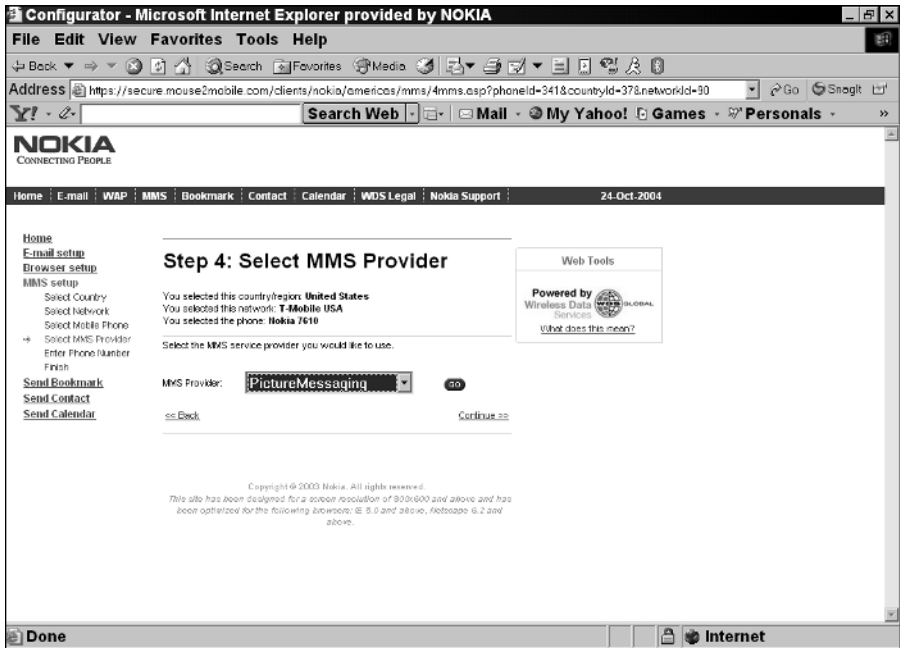 Configurator - Microsoft Internet Explorer provided by NOKIA
File Edit View Favorites Tools Help
Back Search Favorites Media
Address https://secure.mouse2mobile.com/clients/nokia/americas/mms/4mms.asp?phoneId=341&countryId=37&networkId=90 Go SnagIt
Y! Search Web Mail My Yahoo! Games Personals »
NOKIA
CONNECTING PEOPLE
Home E-mail WAP MMS Bookmark Contact Calendar WDS Legal Nokia Support 24-Oct-2004
Home
E-mail setup
Browser setup
MMS setup
Select Country
Select Network
Select Mobile Phone
Select MMS Provider
Enter Phone Number
Finish
Send Bookmark
Send Contact
Send Calendar
Step 4: Select MMS Provider
You selected this country/region: United States
You selected this network: T-Mobile USA
You selected the phone: Nokia 7610
Select the MMS service provider you would like to use.
MMS Provider: PictureMessaging GO
<< Back Continue >>
Web Tools
Powered by
Wireless Data WDS GLOBAL
Services
What does this mean?
Copyright © 2003 Nokia. All rights reserved.
This site has been designed for a screen resolution of 800x600 and above and has
been optimized for the following browsers: IE 5.0 and above, Netscape 6.2 and
above.
Done Internet